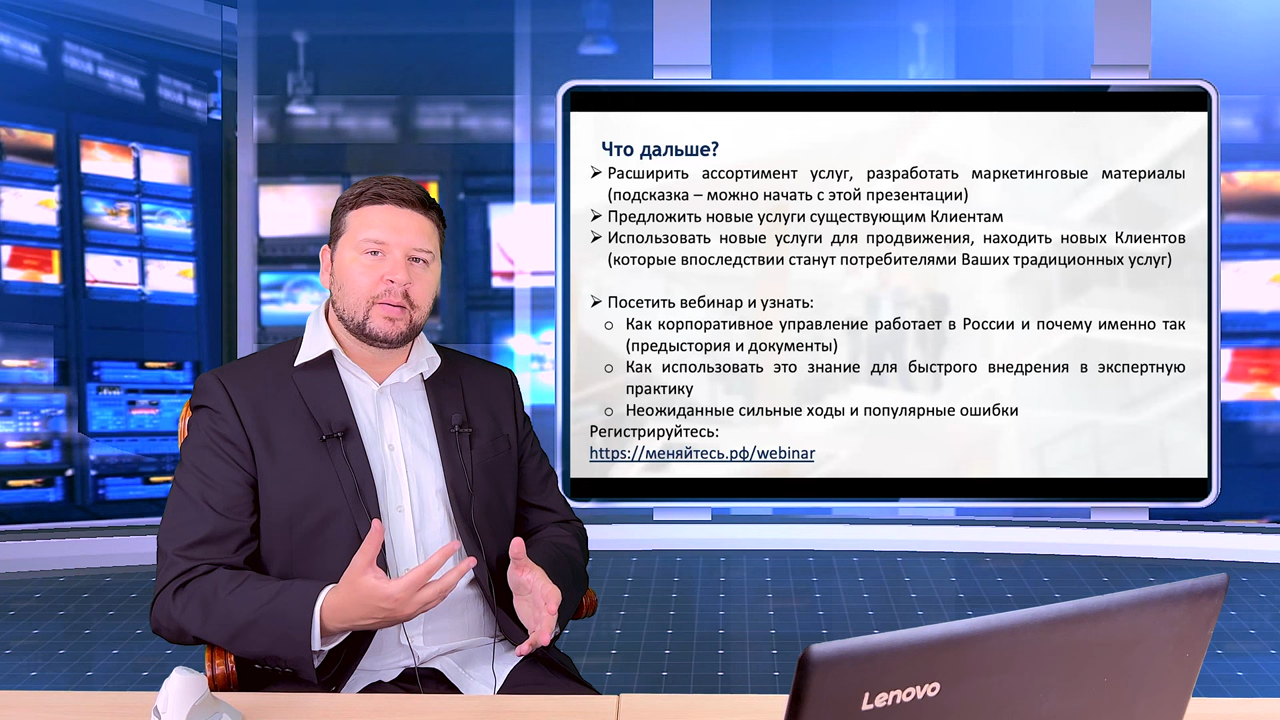 Что дальше?
➢ Расширить ассортимент услуг, разработать маркетинговые материалы
(подсказка – можно начать с этой презентации)
➢ Предложить новые услуги существующим Клиентам
➢ Использовать новые услуги для продвижения, находить новых Клиентов
(которые впоследствии станут потребителями Ваших традиционных услуг)
➢ Посетить вебинар и узнать:
o Как корпоративное управление работает в России и почему именно так
(предыстория и документы)
o Как использовать это знание для быстрого внедрения в экспертную
практику
o Неожиданные сильные ходы и популярные ошибки
Регистрируйтесь:
https://меняйтесь.рф/webinar
Lenovo